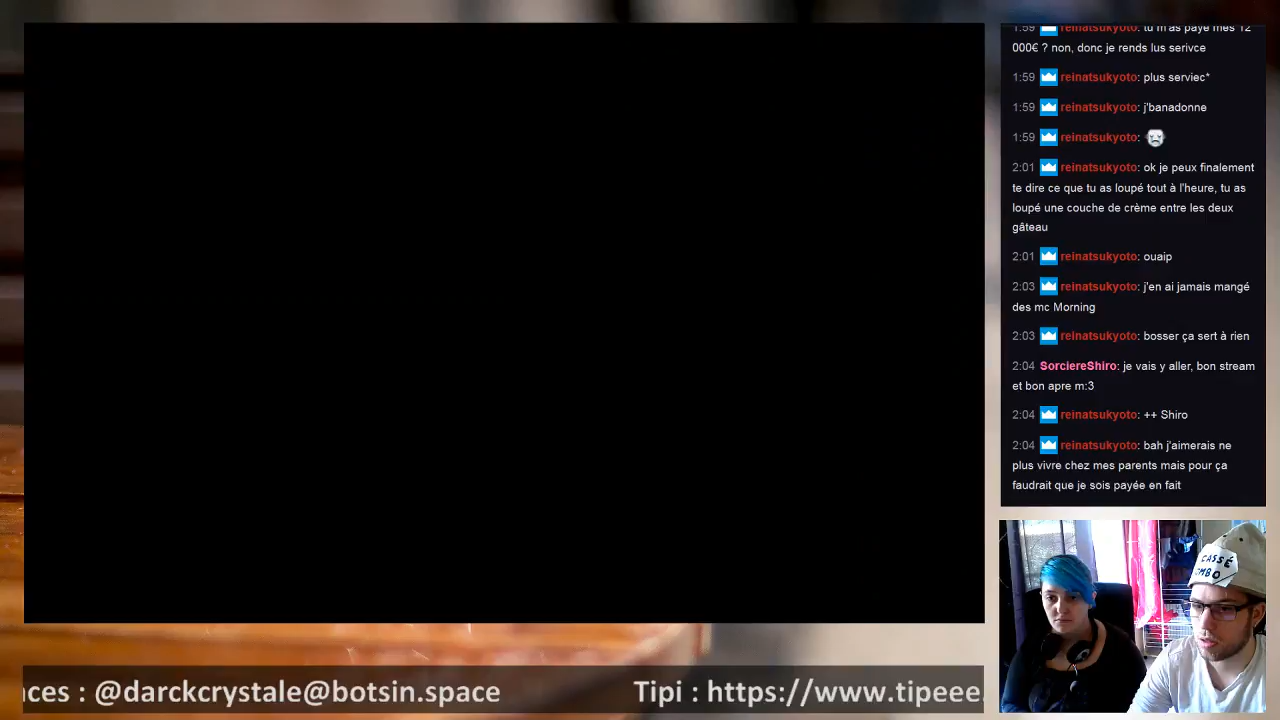 1:59 reinatsukyoto: tu m'as payé mes 12
000€ ? non, donc je rends lus serivce
1:59 reinatsukyoto: plus serviec*
1:59 reinatsukyoto: j'banadonne
1:59 reinatsukyoto:
2:01 reinatsukyoto: ok je peux finalement
te dire ce que tu as loupé tout à l'heure, tu as
loupé une couche de crème entre les deux
gâteau
2:01 reinatsukyoto: ouaip
2:03 reinatsukyoto: j'en ai jamais mangé
des mc Morning
2:03 reinatsukyoto: bosser ça sert à rien
2:04 SorciereShiro: je vais y aller, bon stream
et bon apre m:3
2:04 reinatsukyoto: ++ Shiro
2:04 reinatsukyoto: bah j'aimerais ne
plus vivre chez mes parents mais pour ça
faudrait que je sois payée en fait
CASSÉ
nces : @darckcrystale@botsin.space Tipi : https://www.tipeee.